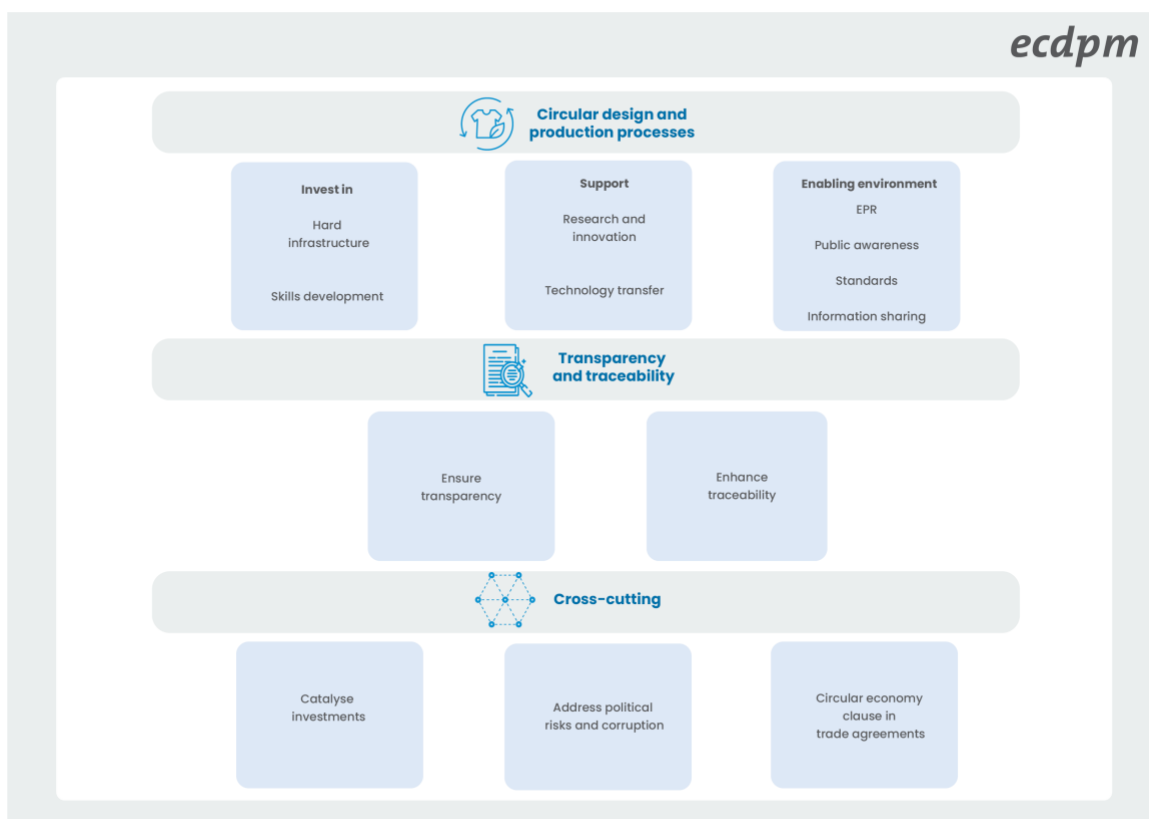 ecdpm
Circular design and
production processes
Invest in
Hard
infrastructure
Skills development
Support
Research and
innovation
Technology transfer
Enabling environment
EPR
Public awareness
Standards
Information sharing
Transparency
and traceability
Ensure
transparency
Enhance
traceability
Cross-cutting
Catalyse
investments
Address political
risks and corruption
Circular economy
clause in
trade agreements